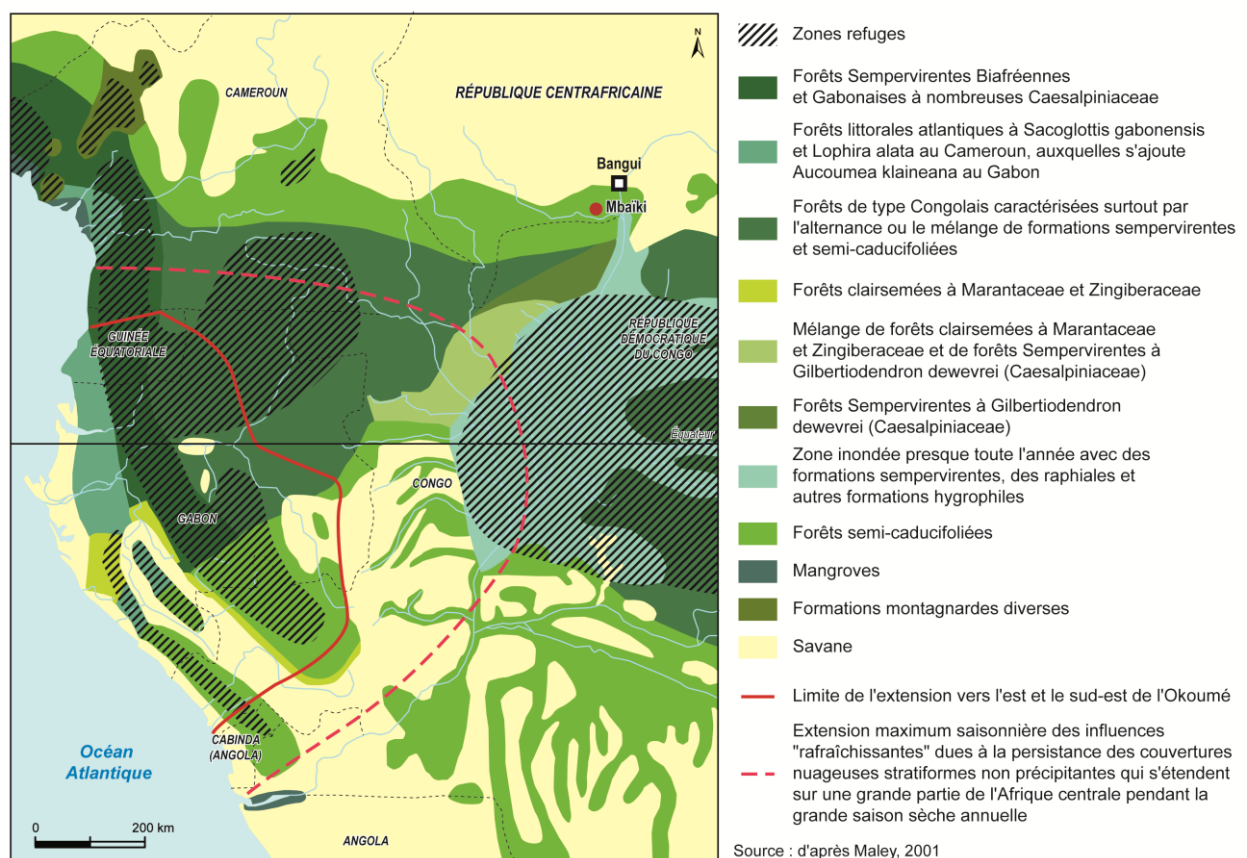 N
CAMEROUN
RÉPUBLIQUE CENTRAFRICAINE
Bangui
Mbaïki
GUINÉE
ÉQUATORIALE
RÉPUBLIQUE
DÉMOCRATIQUE
DU CONGO
Équateur
CONGO
GABON
CABINDA
(ANGOLA)
Océan
Atlantique
ANGOLA
0 200 km
Zones refuges
Forêts Sempervirentes Biafréennes
et Gabonaises à nombreuses Caesalpiniaceae
Forêts littorales atlantiques à Sacoglottis gabonensis
et Lophira alata au Cameroun, auxquelles s'ajoute
Aucoumea klaineana au Gabon
Forêts de type Congolais caractérisées surtout par
l'alternance ou le mélange de formations sempervirentes
et semi-caducifoliées
Forêts clairsemées à Marantaceae et Zingiberaceae
Mélange de forêts clairsemées à Marantaceae
et Zingiberaceae et de forêts Sempervirentes à
Gilbertiodendron dewevrei (Caesalpiniaceae)
Forêts Sempervirentes à Gilbertiodendron
dewevrei (Caesalpiniaceae)
Zone inondée presque toute l'année avec des
formations sempervirentes, des raphiales et
autres formations hygrophiles
Forêts semi-caducifoliées
Mangroves
Formations montagnardes diverses
Savane
Limite de l'extension vers l'est et le sud-est de l'Okoumé
Extension maximum saisonnière des influences
"rafraîchissantes" dues à la persistance des couvertures
nuageuses stratiformes non précipitantes qui s'étendent
sur une grande partie de l'Afrique centrale pendant la
grande saison sèche annuelle
Source : d'après Maley, 2001